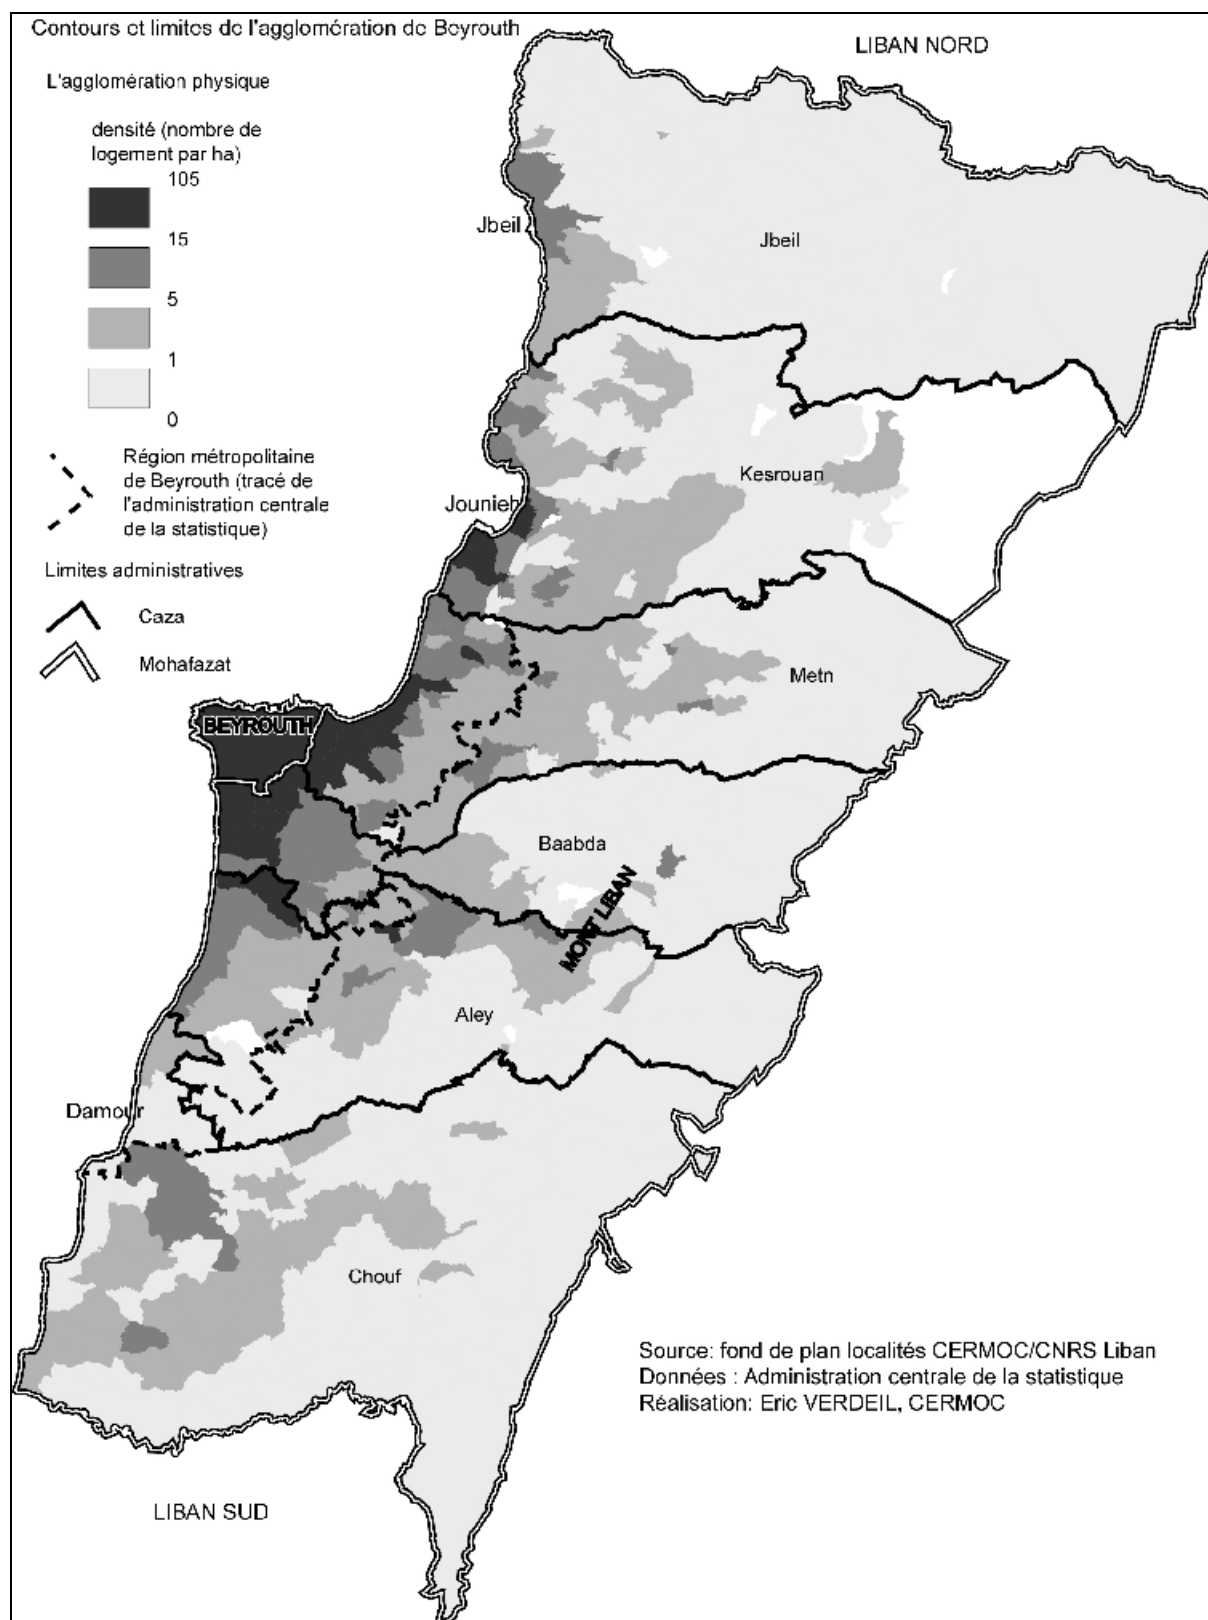 Contours et limites de l'agglomération de Beyrouth
L'agglomération physique
densité (nombre de
logement par ha)
105
15
5
1
0
Région métropolitaine
de Beyrouth (tracé de
l'administration centrale
de la statistique)
Limites administratives
Caza
Mohafazat
LIBAN NORD
Jbeil
Jbeil
Kesrouan
Jounieh
Metn
BEYROUTH
Baabda
MONT LIBAN
Aley
Damour
Chouf
Source: fond de plan localités CERMOC/CNRS Liban
Données : Administration centrale de la statistique
Réalisation: Eric VERDEIL, CERMOC
LIBAN SUD